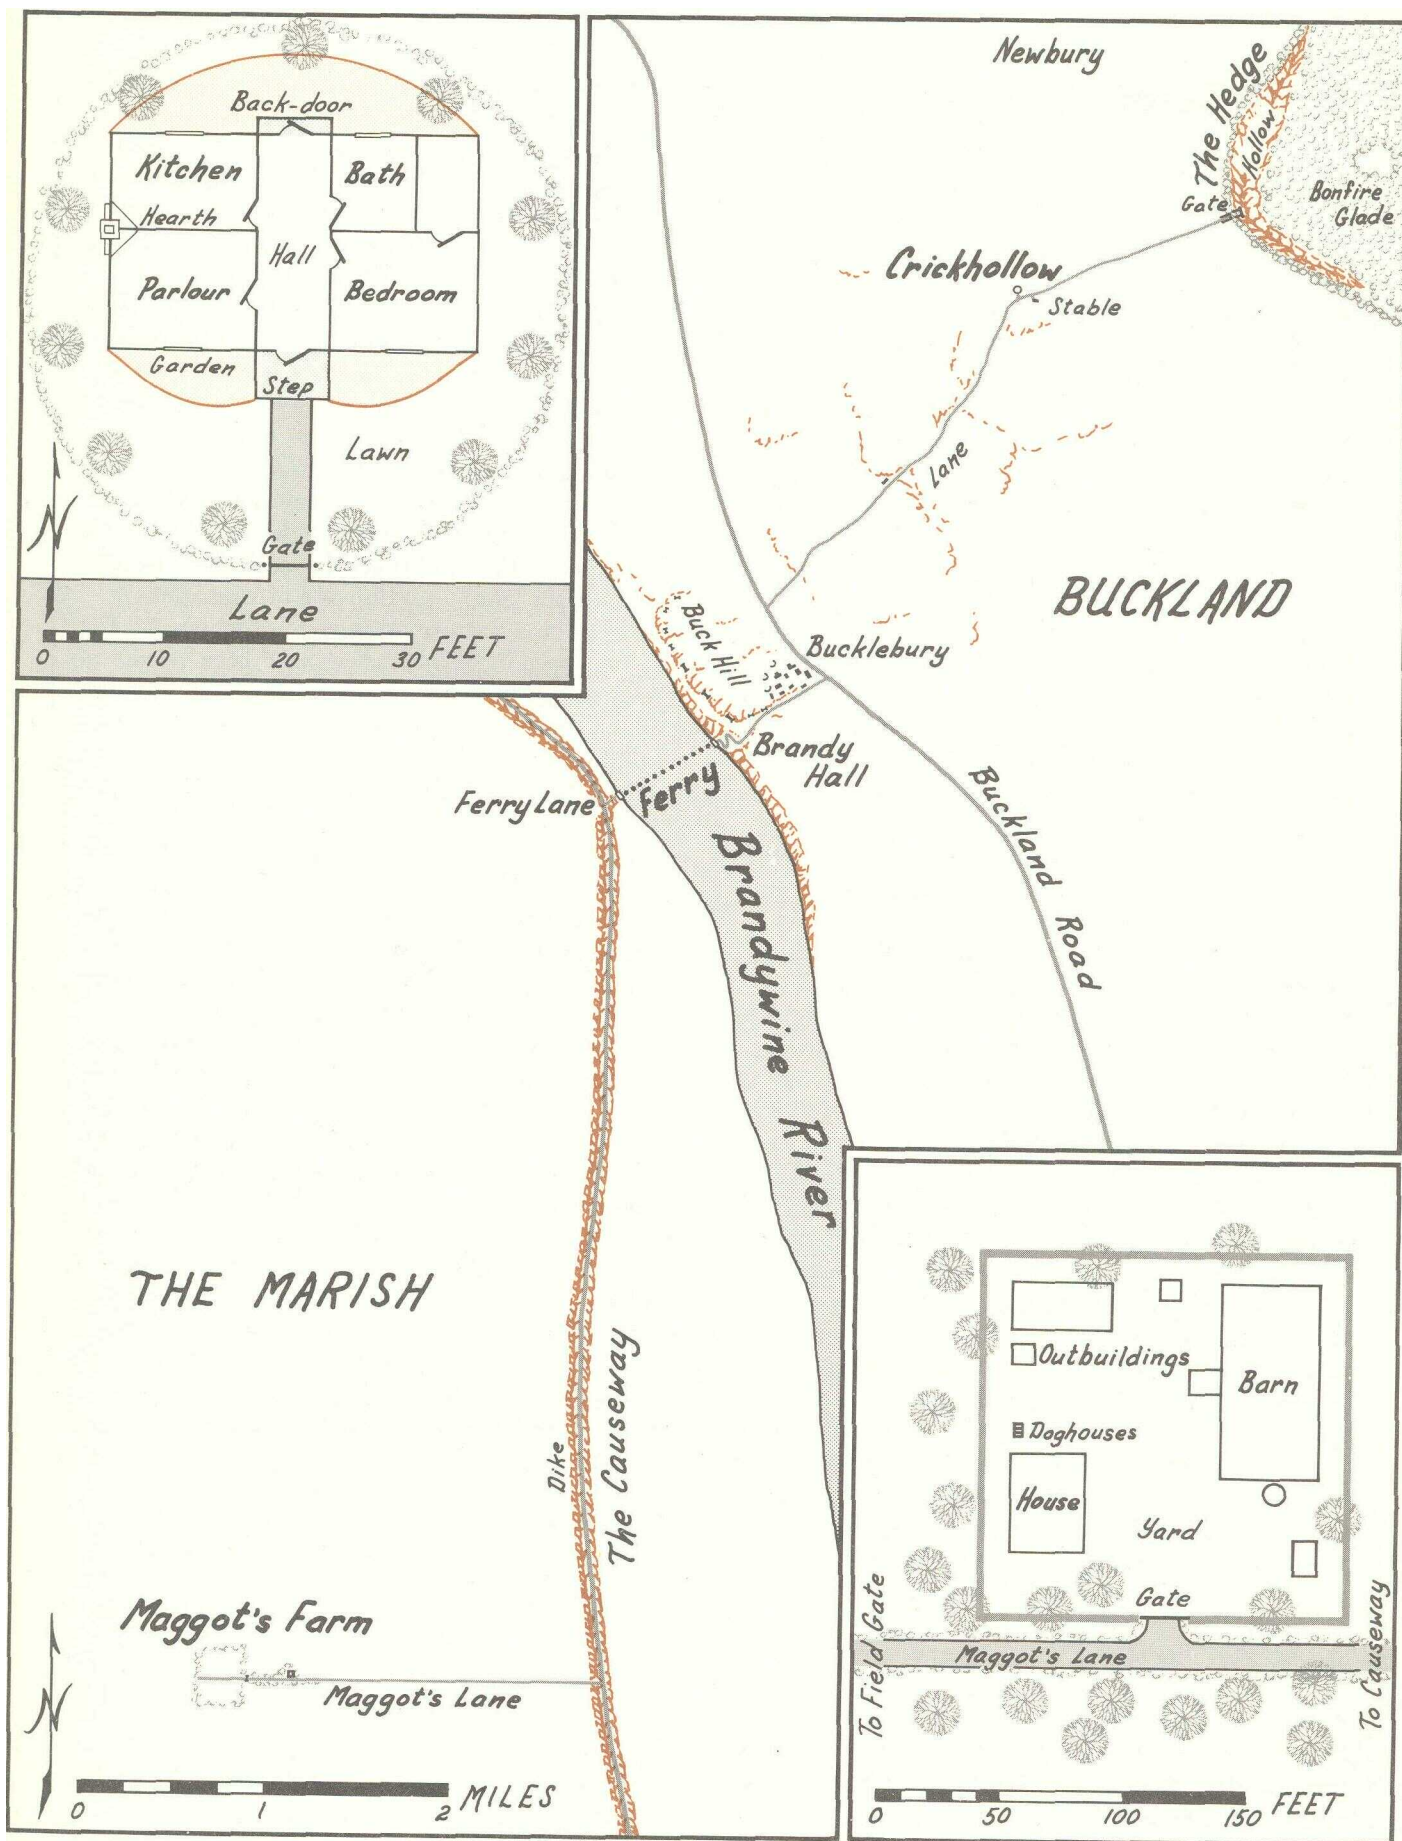 Back-door
Kitchen
Bath
Hearth
Hall
Parlour
Bedroom
Garden
Step
Lawn
N
Gate
Lane
0 10 20 30 FEET
Newbury
The Hedge
Hollow
Gate
Bonfire
Glade
Crickhollow
Stable
Lane
BUCKLAND
Buck Hill
Bucklebury
Brandy
Hall
Ferry Lane
Ferry
Brandywine River
Buckland Road
THE MARISH
Dike
The Causeway
Maggot's Farm
Maggot's Lane
N
0 1 2 MILES
Outbuildings
Barn
Doghouses
House
Yard
Gate
To Field Gate
Maggot's Lane
To Causeway
0 50 100 150 FEET